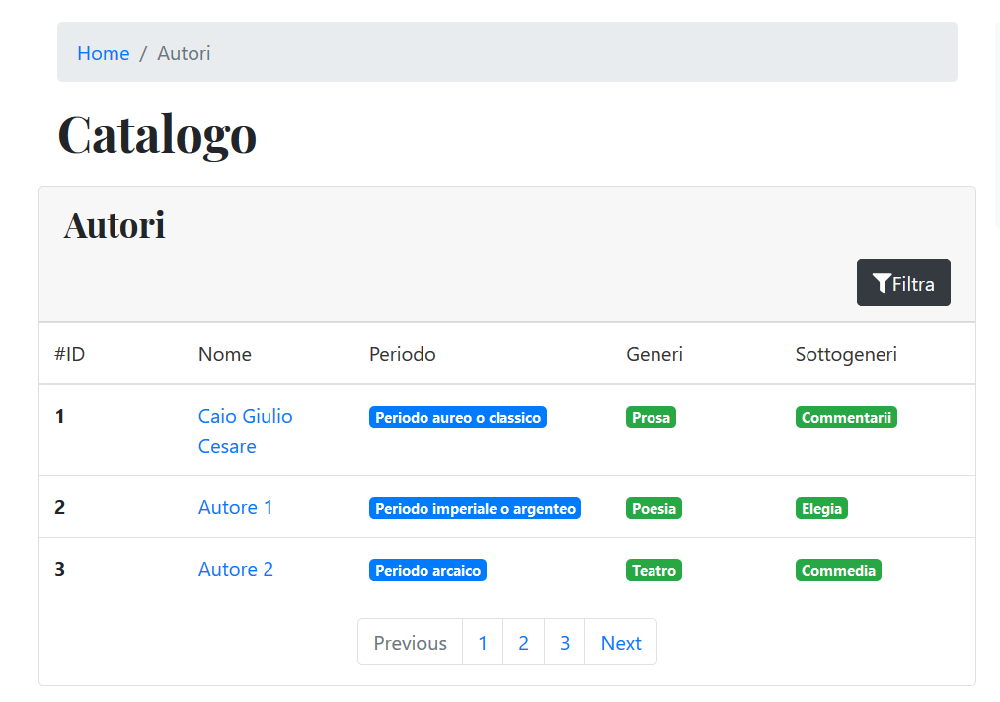 Home / Autori
Catalogo
Autori
Filtra
#ID Nome Periodo Generi Sottogeneri
1 Caio Giulio Cesare Periodo aureo o classico Prosa Commentarii
2 Autore 1 Periodo imperiale o argenteo Poesia Elegia
3 Autore 2 Periodo arcaico Teatro Commedia
Previous 1 2 3 Next